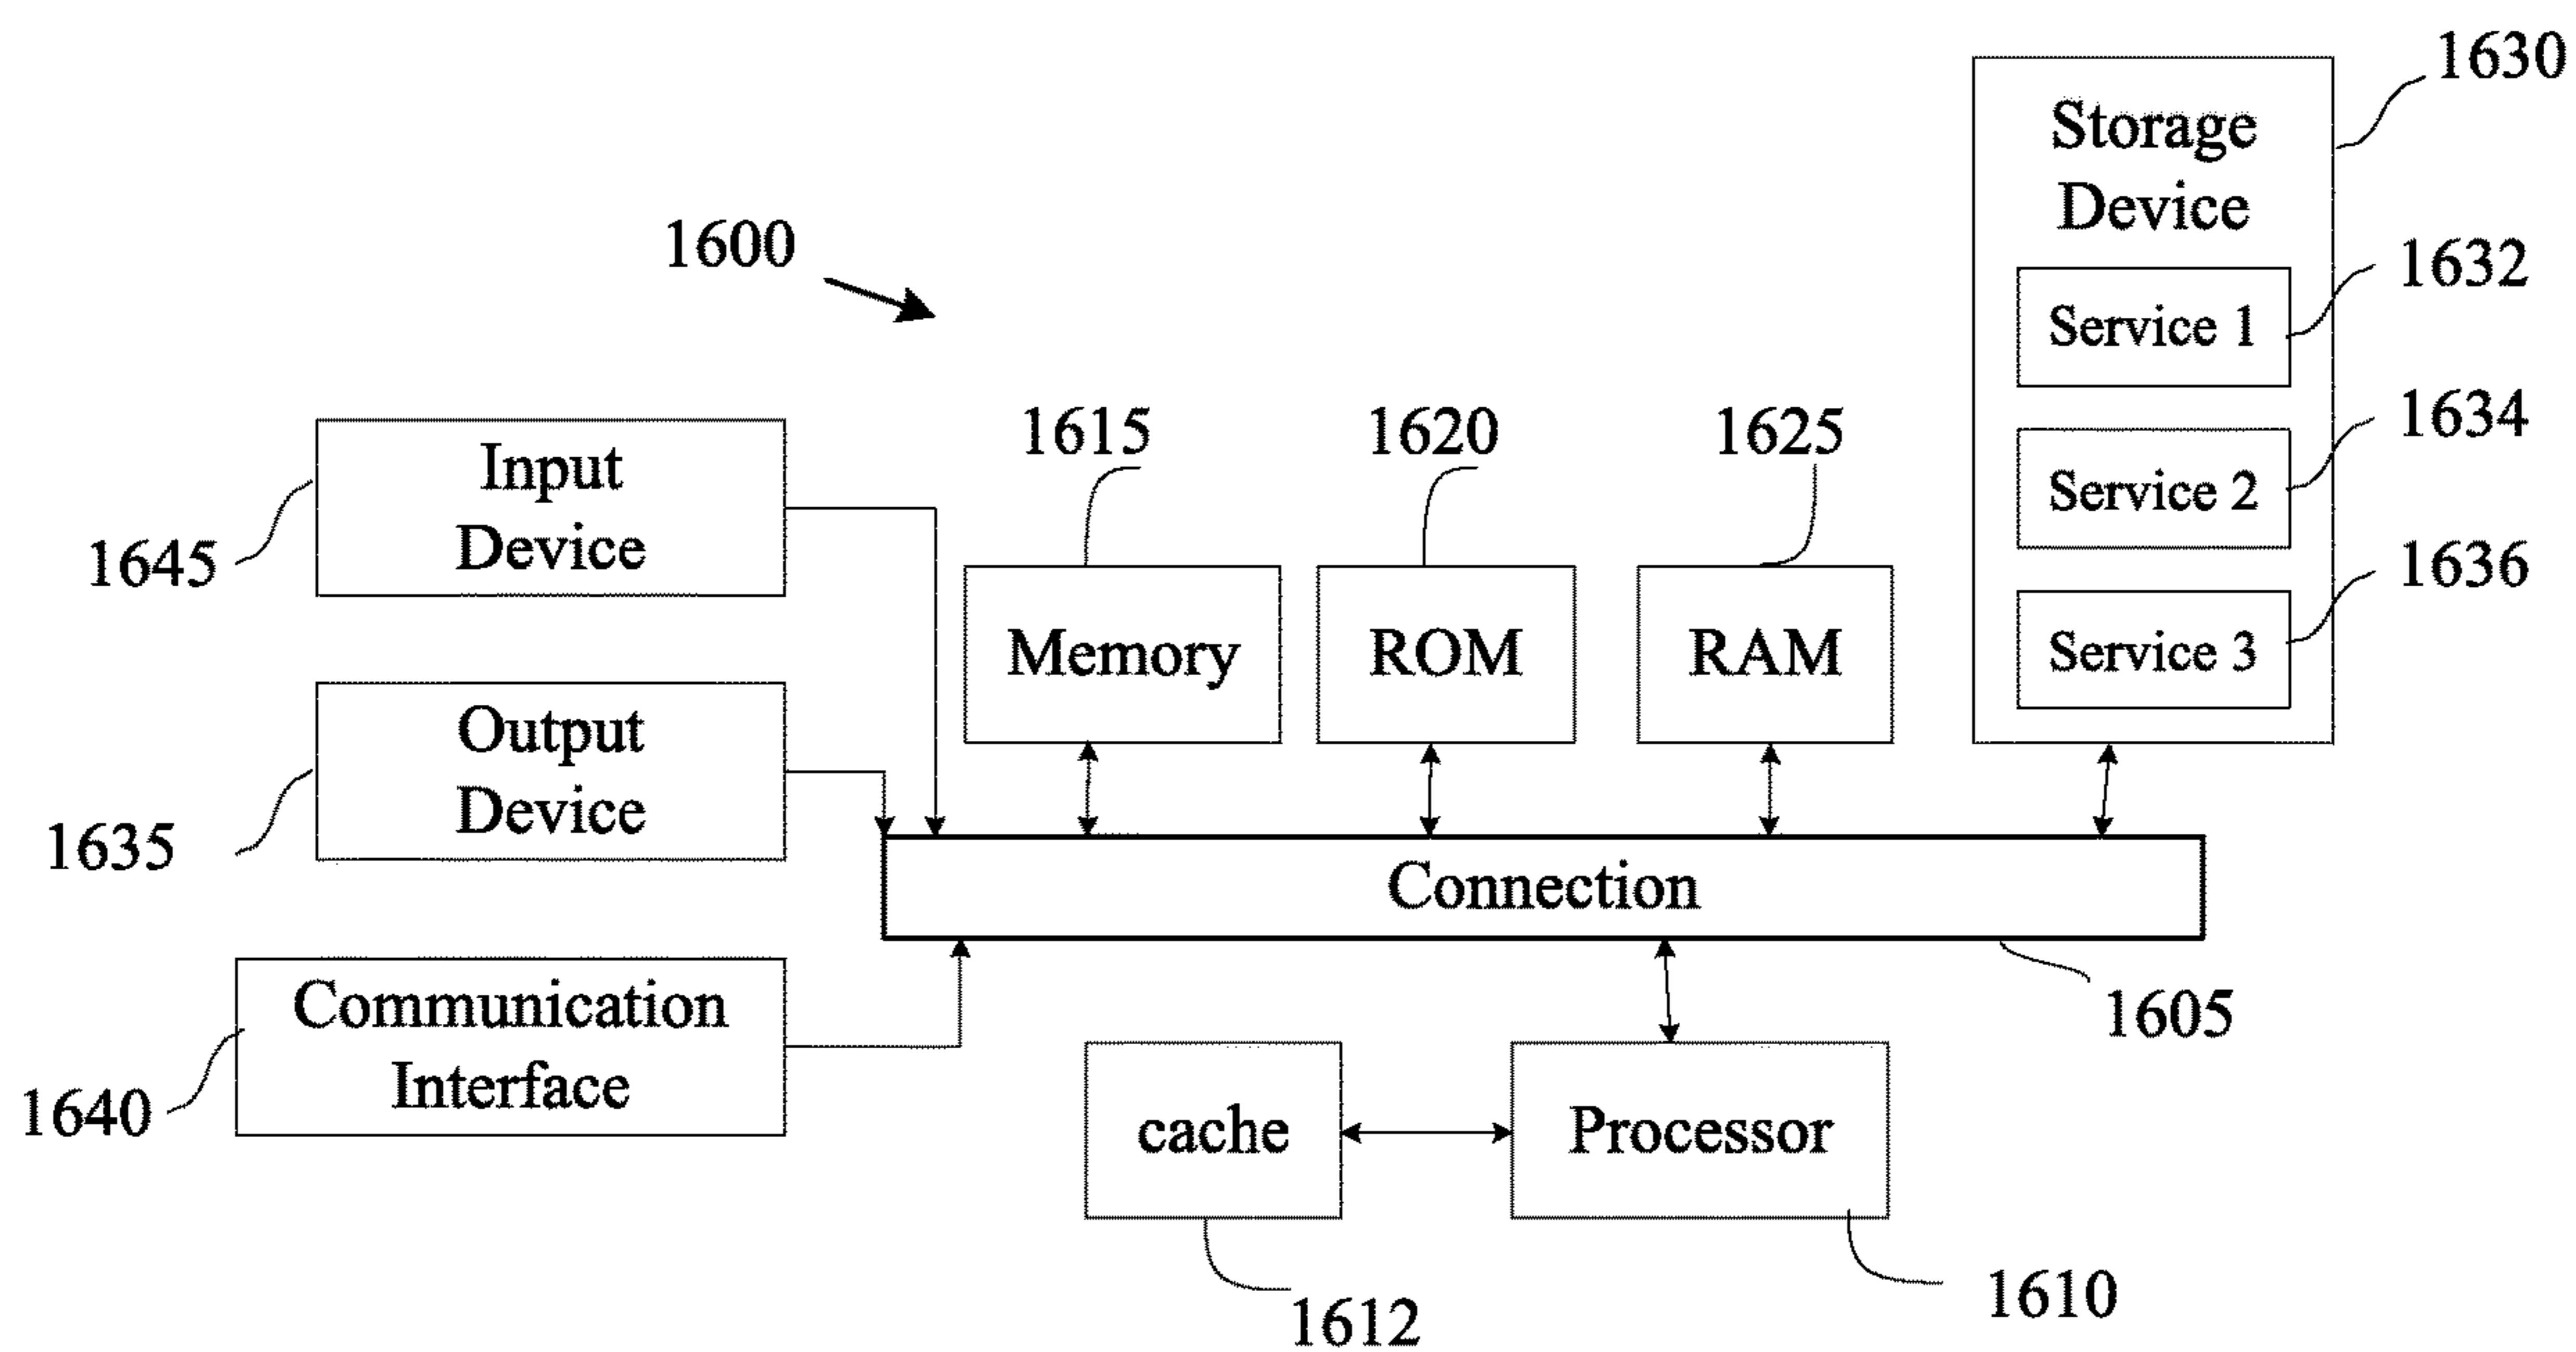 1630
Storage
Device
1600
1632
Service 1
1615
1620
1625
1634
Input
Device
Service 2
1645
1636
Memory
ROM
RAM
Service 3
Output
Device
1635
Connection
Communication
Interface
1605
1640
cache
Processor
1610
1612